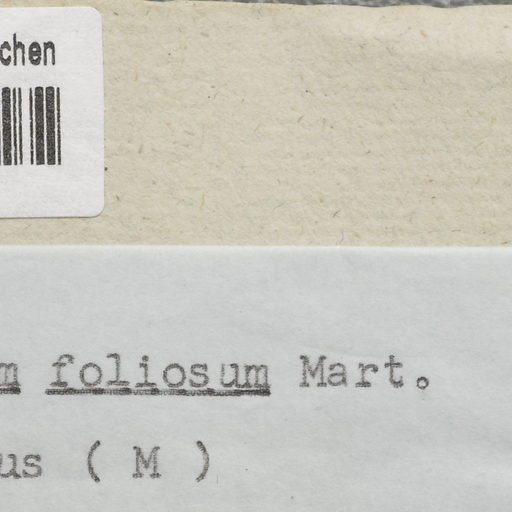 chen
m foliosum Mart.
us ( M )